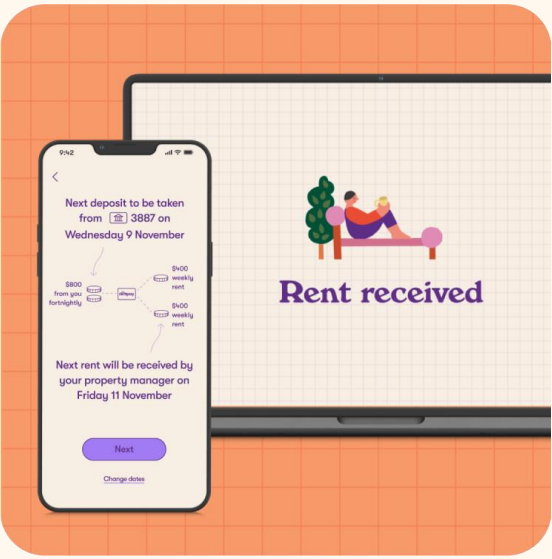 9:42
Next deposit to be taken
from 3887 on
Wednesday 9 November
$800
from you
fortnightly
$400
weekly
rent
$400
weekly
rent
Next rent will be received by
your property manager on
Friday 11 November
Next
Change dates
Rent received